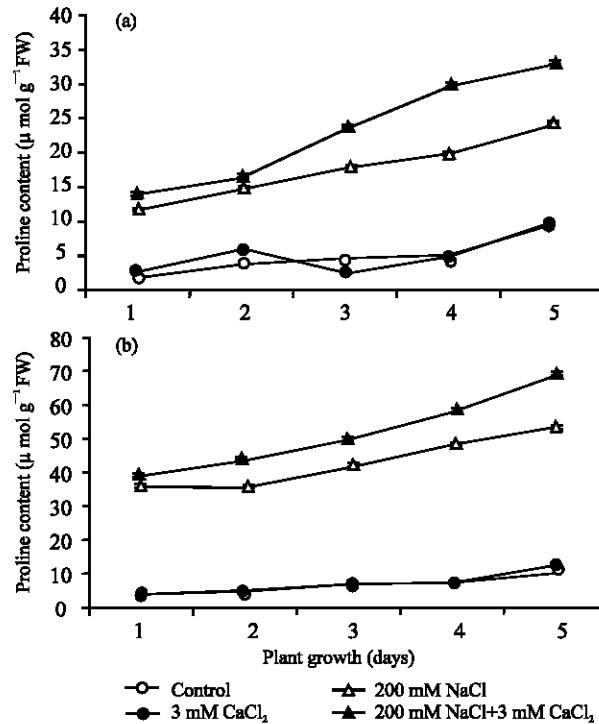 (a)
Proline content (μ mol g⁻¹ FW)
40
35
30
25
20
15
10
5
0
1 2 3 4 5
(b)
Proline content (μ mol g⁻¹ FW)
80
70
60
50
40
30
20
10
0
1 2 3 4 5
Plant growth (days)
Control 200 mM NaCl
3 mM CaCl₂ 200 mM NaCl+3 mM CaCl₂